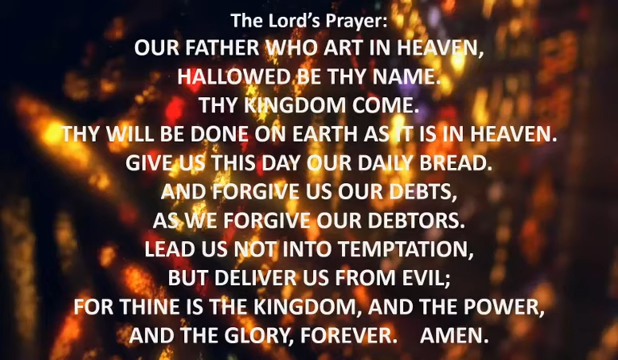 The Lord’s Prayer:
OUR FATHER WHO ART IN HEAVEN,
HALLOWED BE THY NAME.
THY KINGDOM COME.
THY WILL BE DONE ON EARTH AS IT IS IN HEAVEN.
GIVE US THIS DAY OUR DAILY BREAD.
AND FORGIVE US OUR DEBTS,
AS WE FORGIVE OUR DEBTORS.
LEAD US NOT INTO TEMPTATION,
BUT DELIVER US FROM EVIL;
FOR THINE IS THE KINGDOM, AND THE POWER,
AND THE GLORY, FOREVER. AMEN.